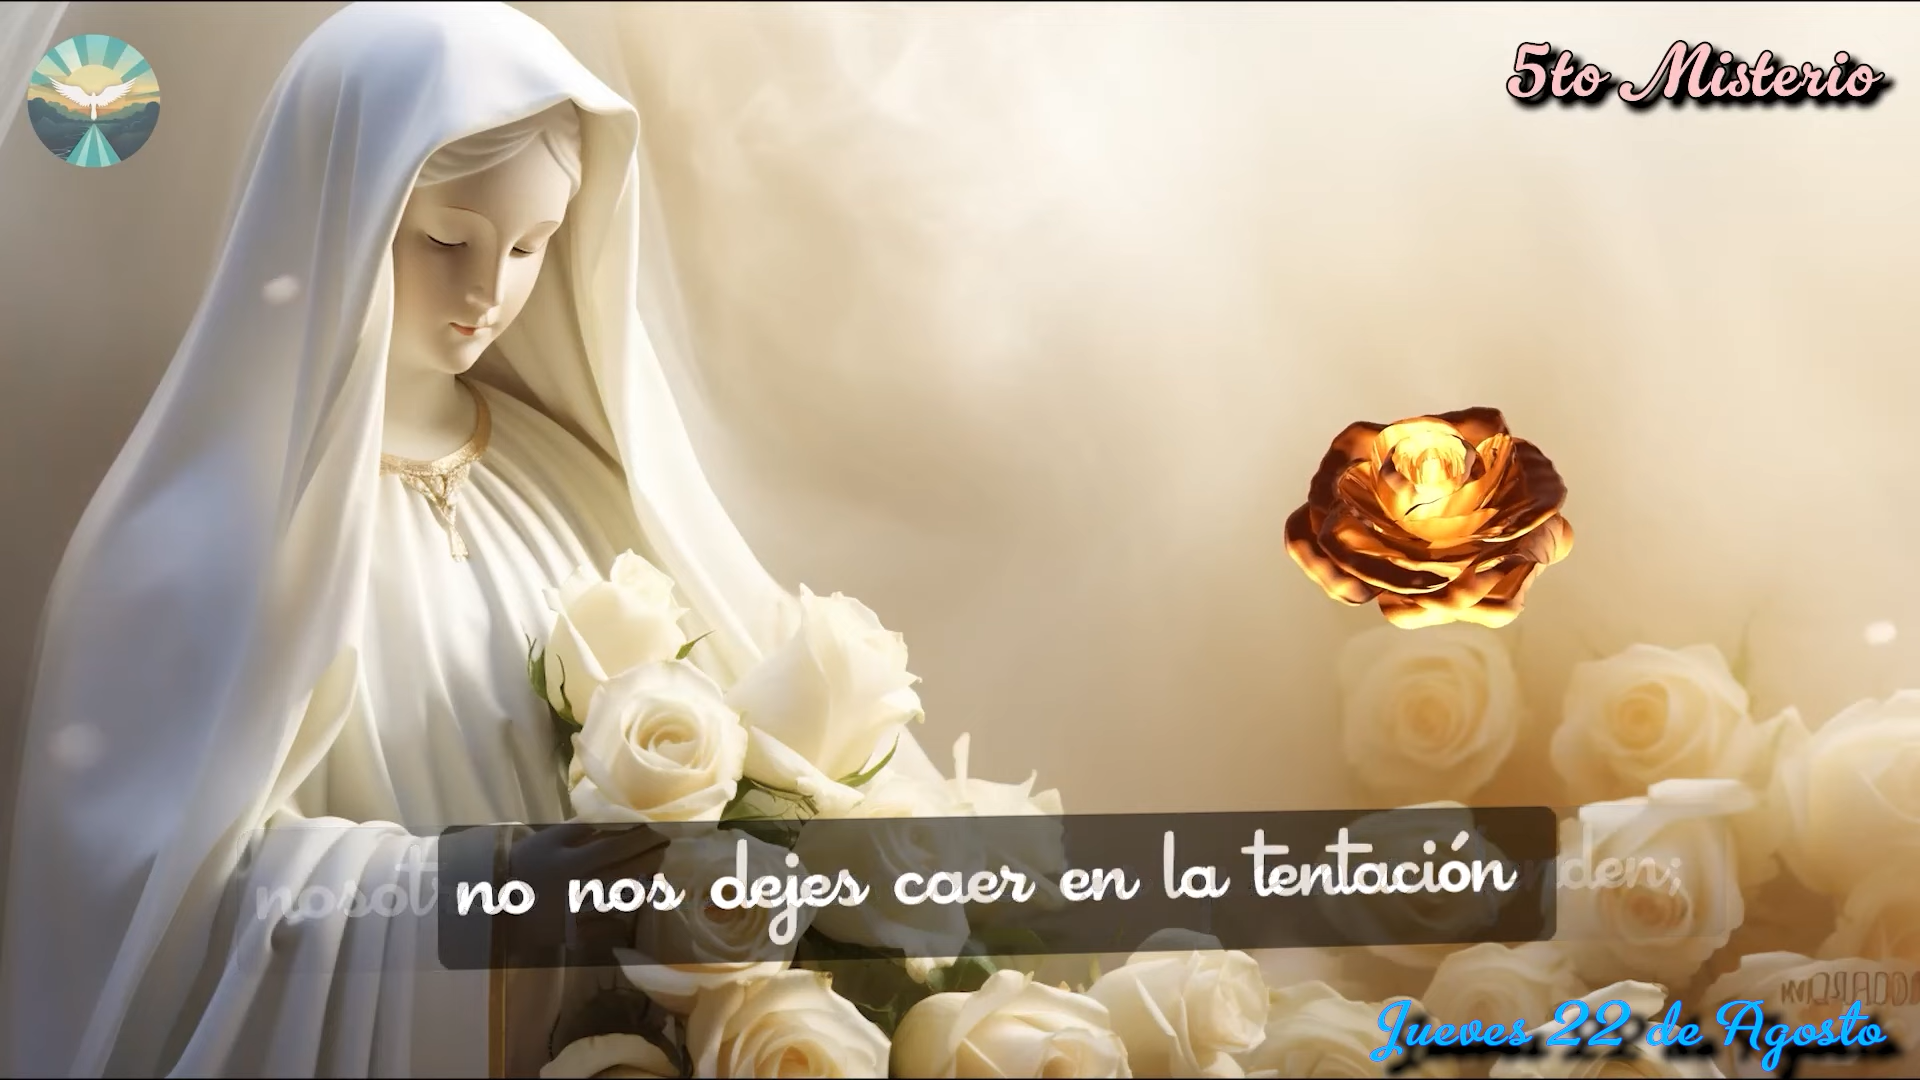 5to Misterio
no nos dejes caer en la tentación
Jueves 22 de Agosto